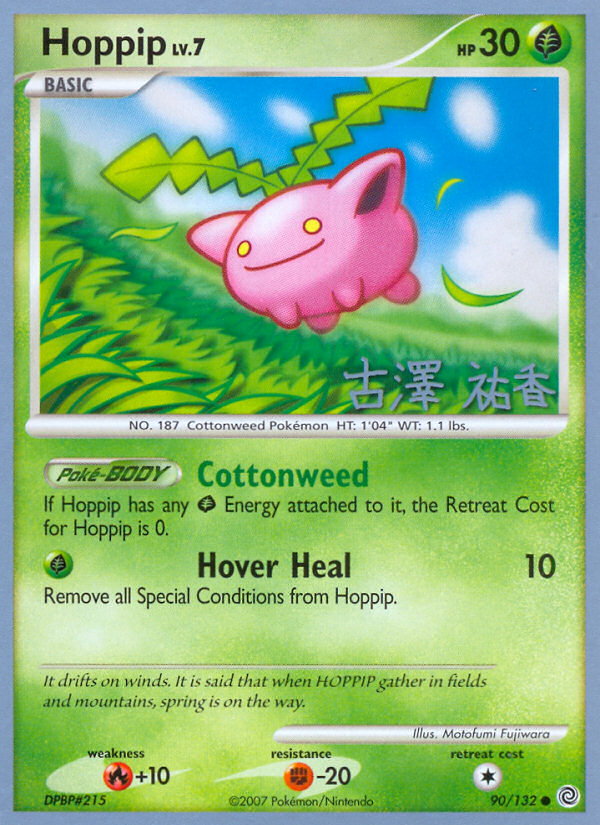 Hoppip LV.7
HP 30
BASIC
古澤 祐香
NO. 187 Cottonweed Pokémon HT: 1'04" WT: 1.1 lbs.
Poké-BODY Cottonweed
If Hoppip has any Energy attached to it, the Retreat Cost
for Hoppip is 0.
Hover Heal 10
Remove all Special Conditions from Hoppip.
It drifts on winds. It is said that when HOPPIP gather in fields
and mountains, spring is on the way.
Illus. Motofumi Fujiwara
weakness resistance retreat cost
+10 -20
DPBP#215 ©2007 Pokémon/Nintendo 90/132